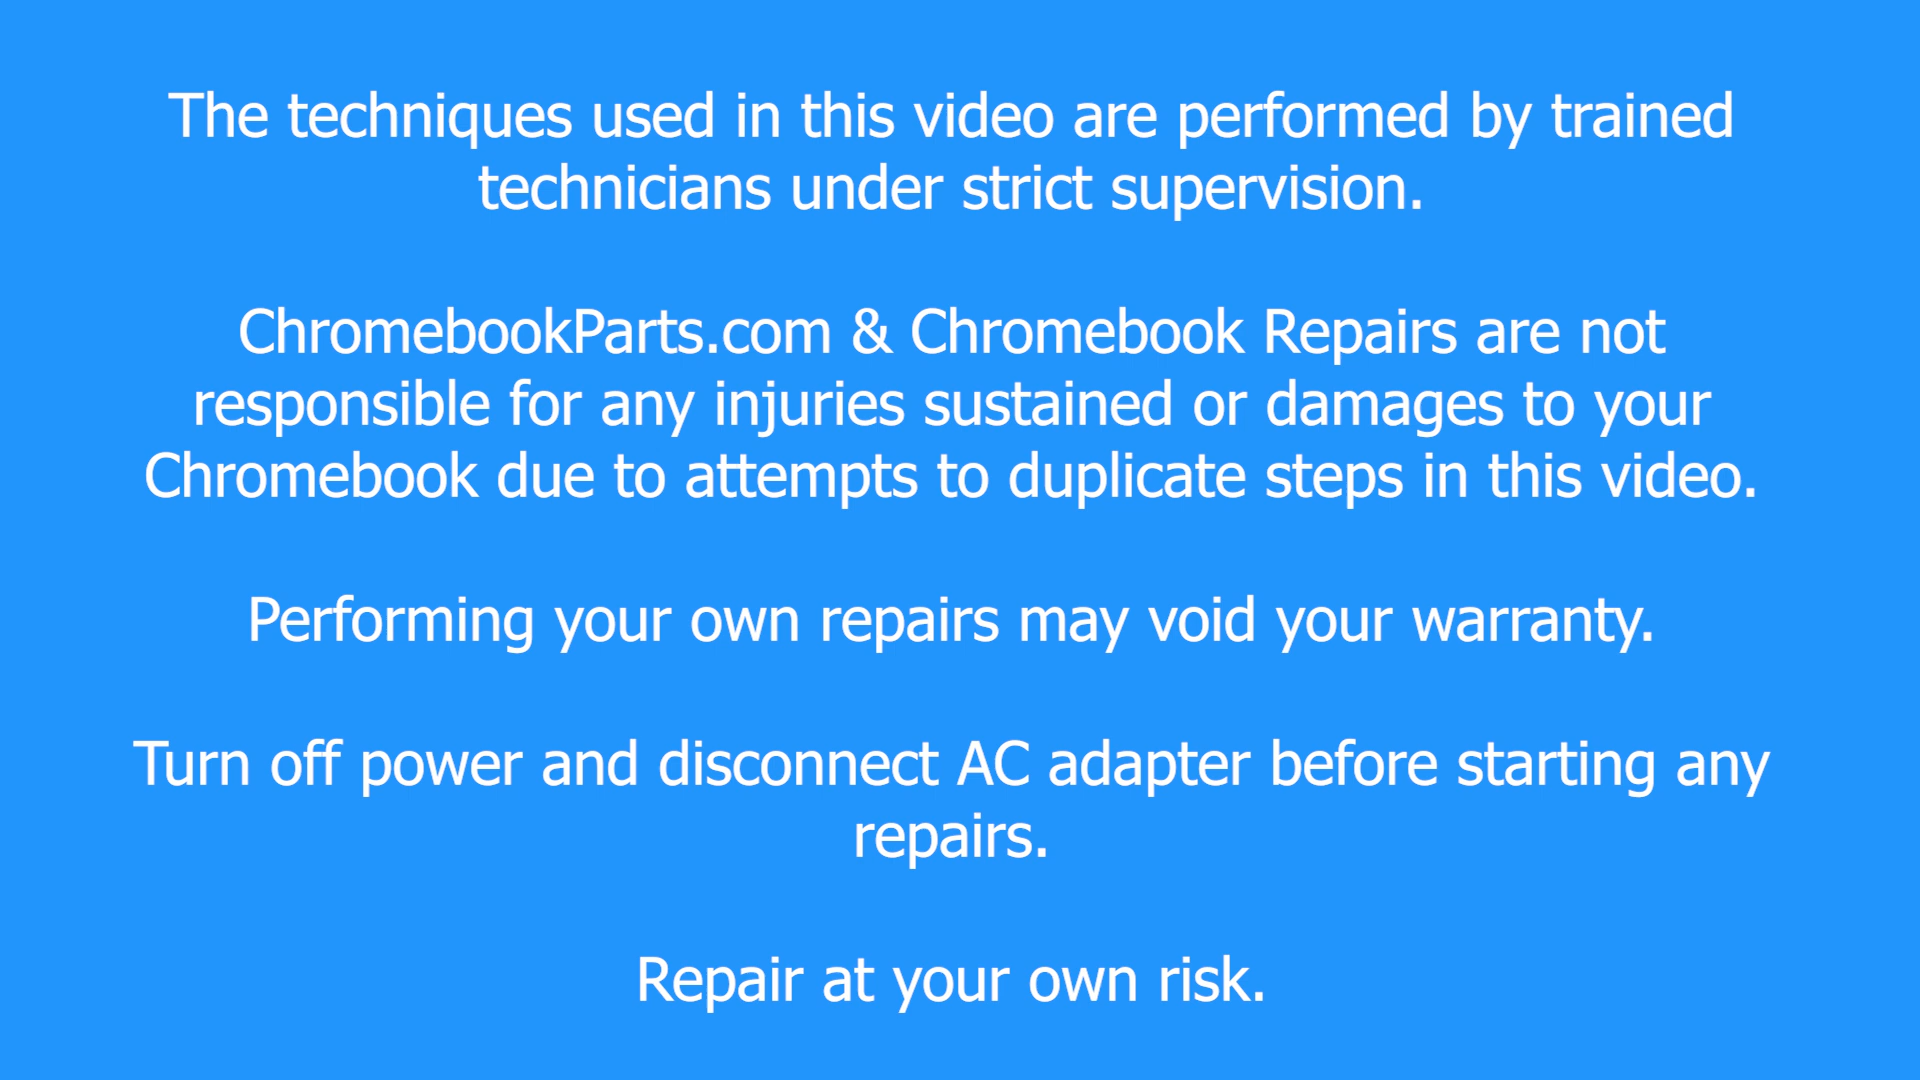 The techniques used in this video are performed by trained
technicians under strict supervision.
ChromebookParts.com & Chromebook Repairs are not
responsible for any injuries sustained or damages to your
Chromebook due to attempts to duplicate steps in this video.
Performing your own repairs may void your warranty.
Turn off power and disconnect AC adapter before starting any
repairs.
Repair at your own risk.